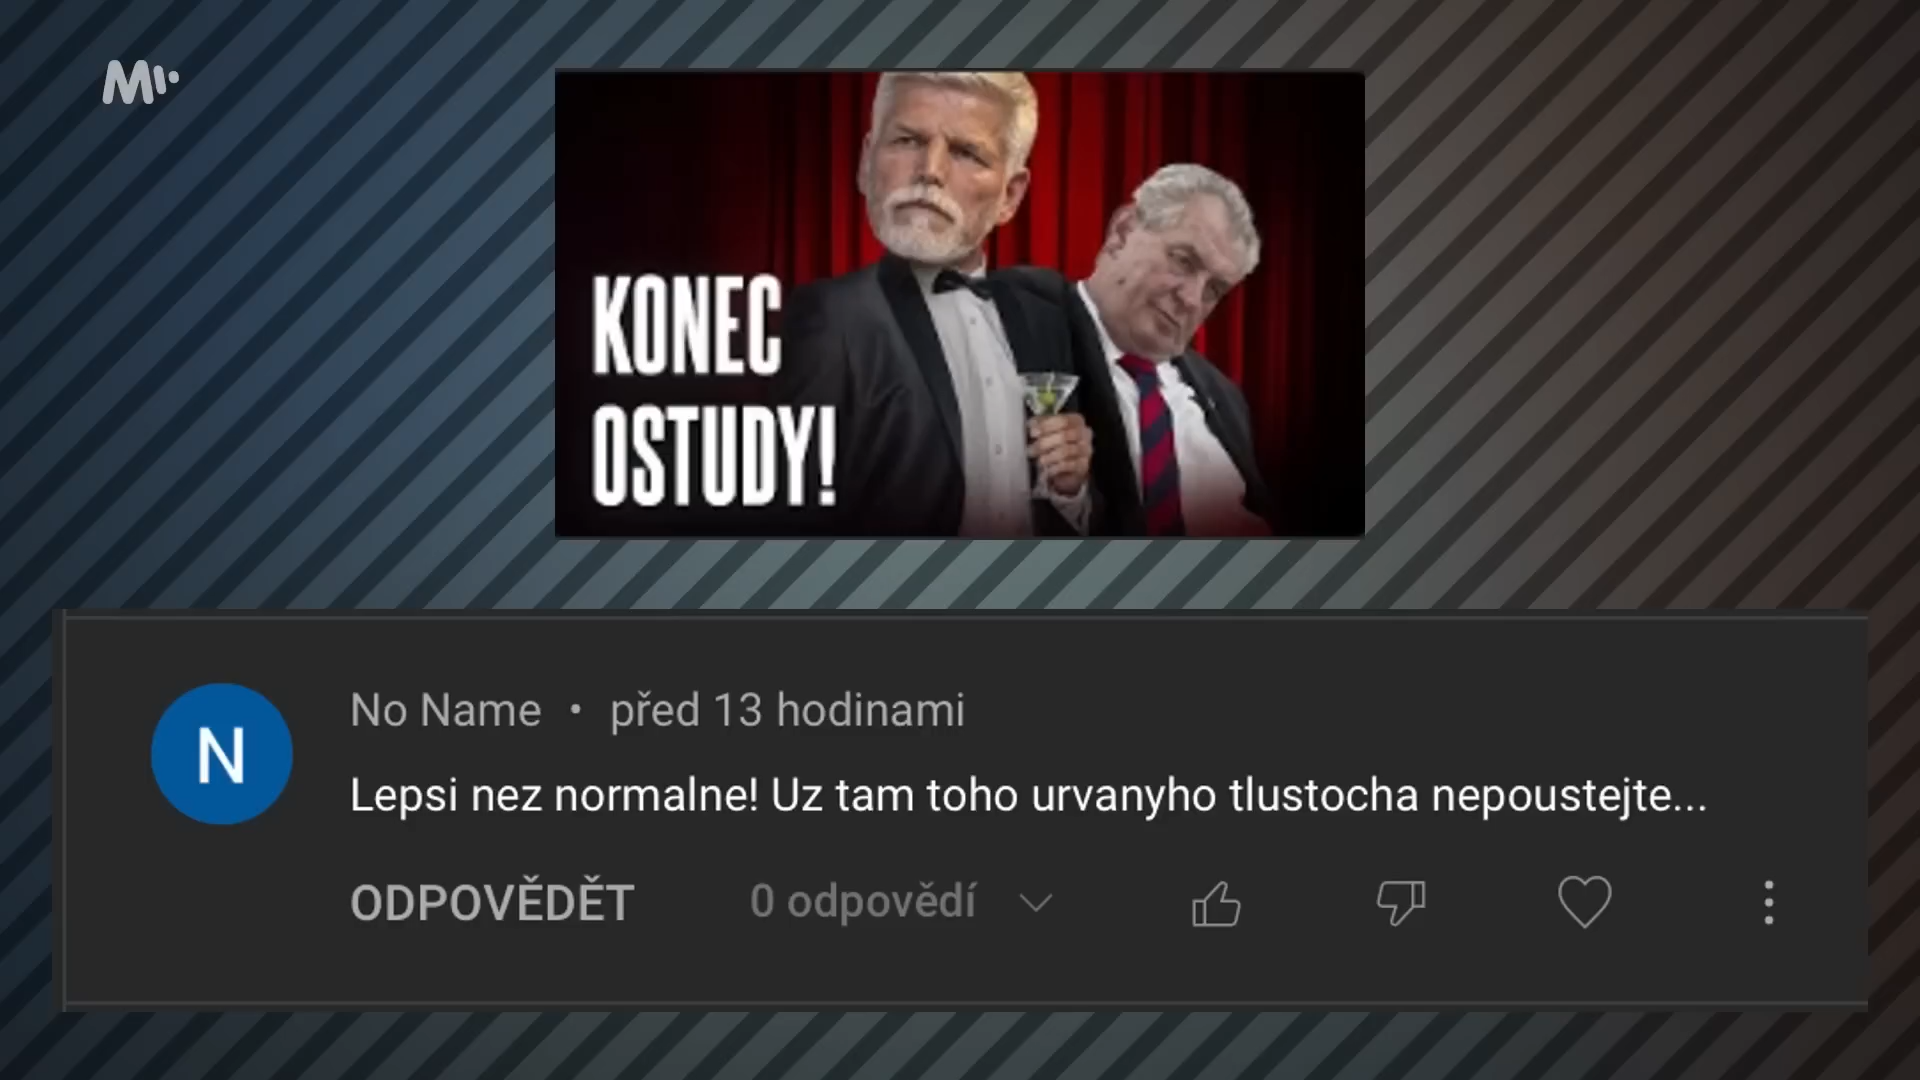 M
KONEC
OSTUDY!
N
No Name • před 13 hodinami
Lepsi nez normalne! Uz tam toho urvanyho tlustocha nepoustejte...
ODPOVĚDĚT 0 odpovědí